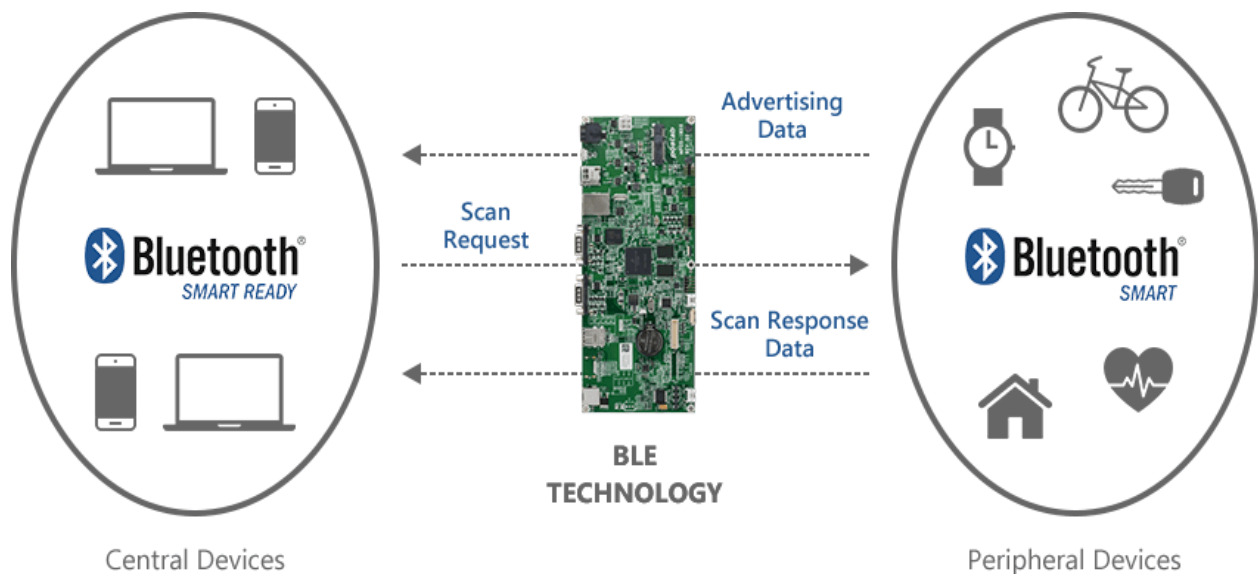 Advertising
Data
Scan
Request
Bluetooth®
SMART READY
Bluetooth®
SMART
Scan Response
Data
BLE
TECHNOLOGY
Central Devices
Peripheral Devices